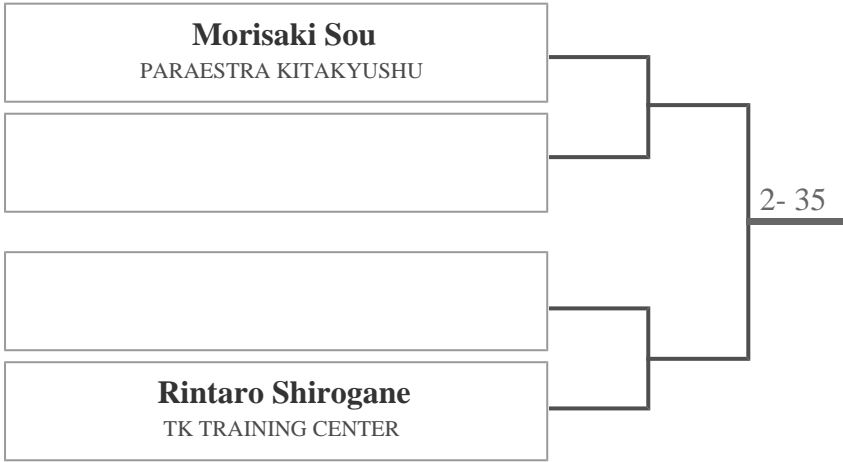 Morisaki Sou
PARAESTRA KITAKYUSHU
2- 35
Rintaro Shirogane
TK TRAINING CENTER